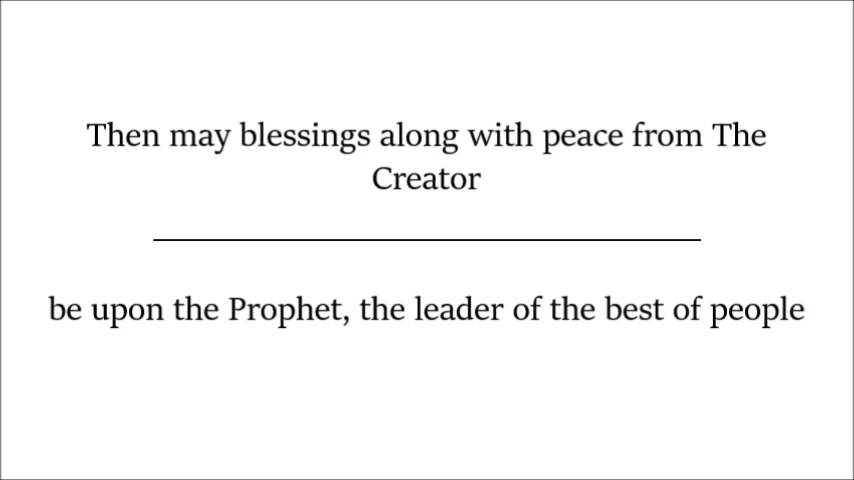 Then may blessings along with peace from The
Creator
be upon the Prophet, the leader of the best of people